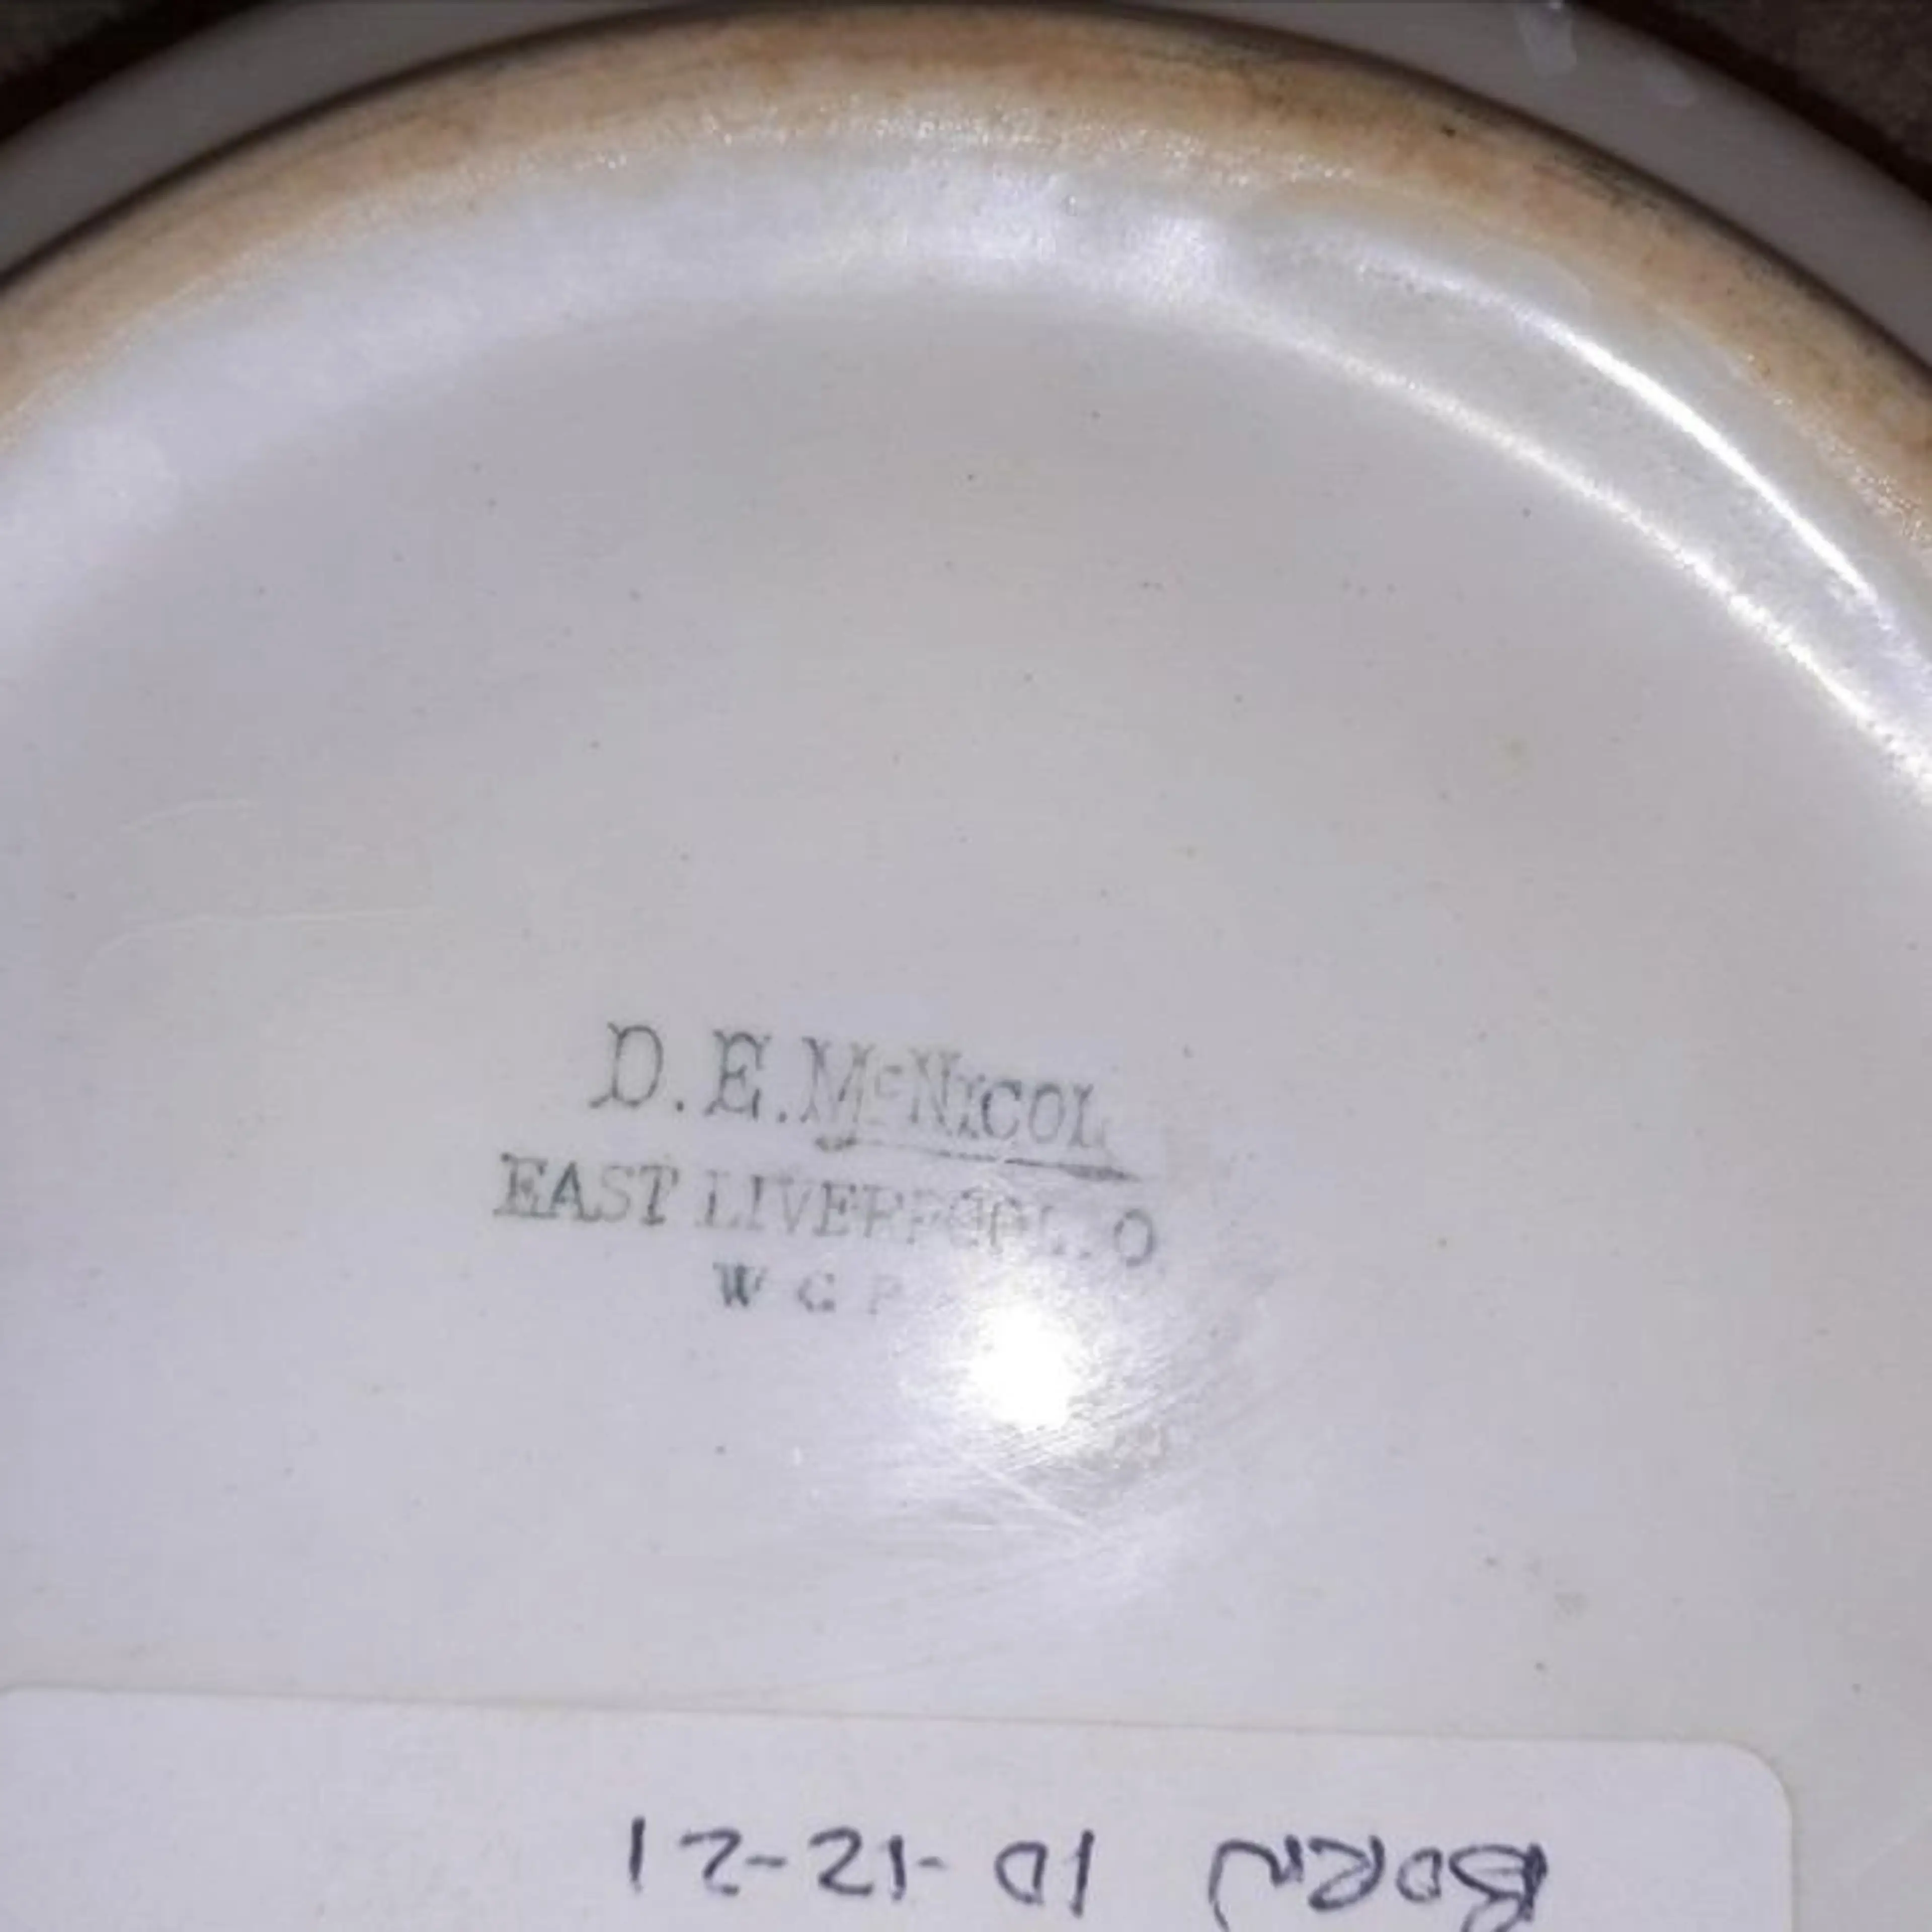 D. E. McNICOL
EAST LIVERPOOL. O
W C P
BORN 10-12-21